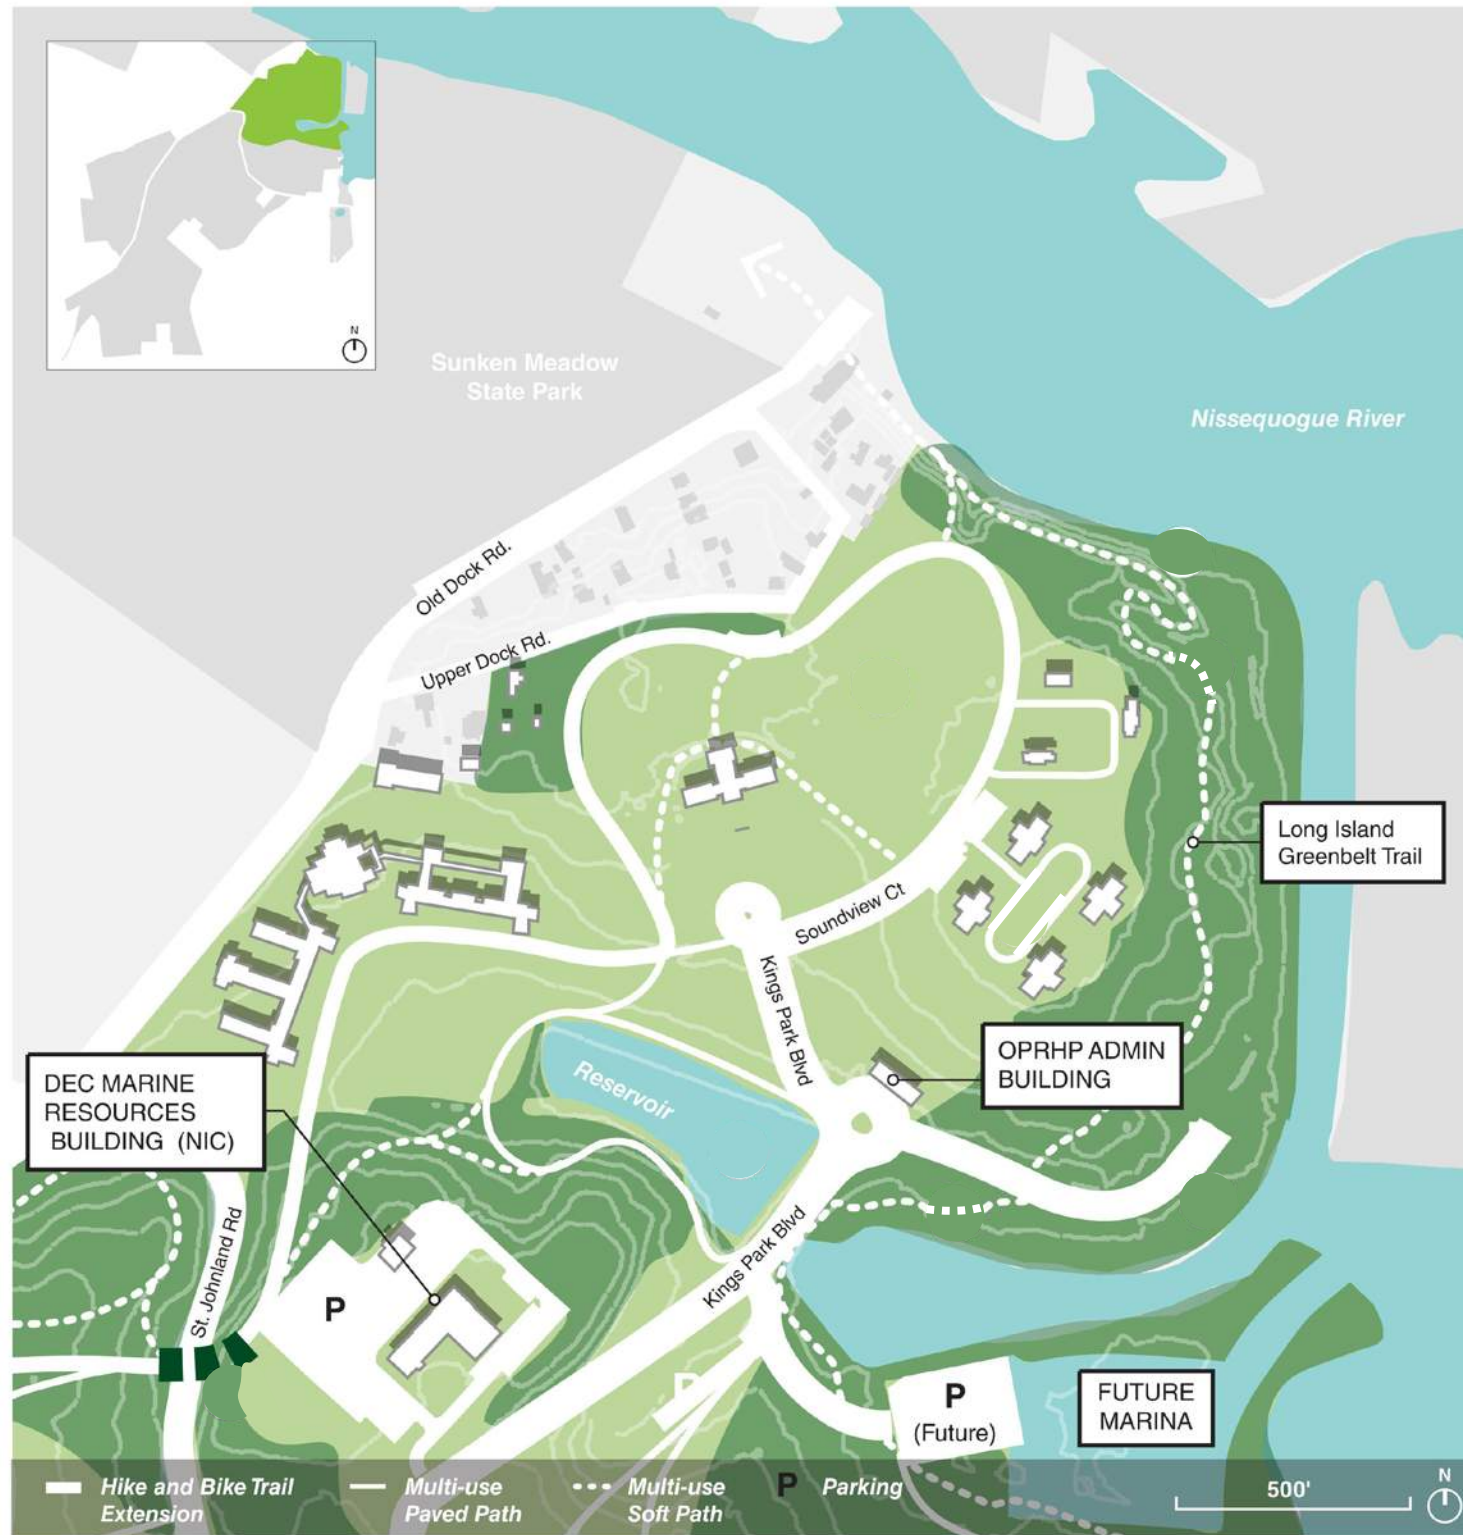 N
Sunken Meadow
State Park
Nissequogue River
Old Dock Rd.
Upper Dock Rd.
Long Island
Greenbelt Trail
Soundview Ct
Kings Park Blvd
OPRHP ADMIN
BUILDING
Reservoir
DEC MARINE
RESOURCES
BUILDING (NIC)
St. Johnland Rd
Kings Park Blvd
P
P
P
(Future)
FUTURE
MARINA
Hike and Bike Trail
Extension
Multi-use
Paved Path
Multi-use
Soft Path
P Parking
500'
N